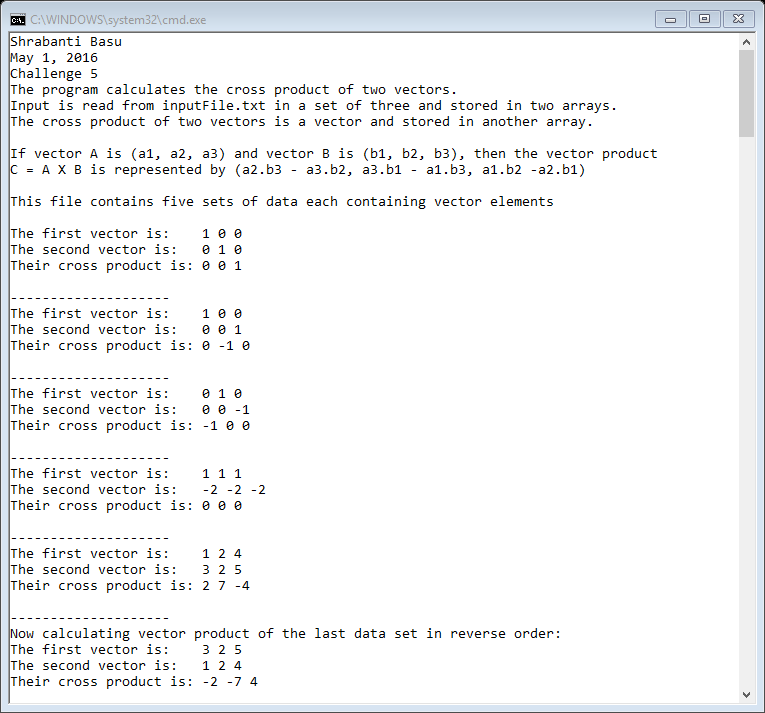 C:\WINDOWS\system32\cmd.exe
Shrabanti Basu
May 1, 2016
Challenge 5
The program calculates the cross product of two vectors.
Input is read from inputFile.txt in a set of three and stored in two arrays.
The cross product of two vectors is a vector and stored in another array.

If vector A is (a1, a2, a3) and vector B is (b1, b2, b3), then the vector product
C = A X B is represented by (a2.b3 - a3.b2, a3.b1 - a1.b3, a1.b2 -a2.b1)

This file contains five sets of data each containing vector elements

The first vector is:    1 0 0
The second vector is:   0 1 0
Their cross product is: 0 0 1

--------------------
The first vector is:    1 0 0
The second vector is:   0 0 1
Their cross product is: 0 -1 0

--------------------
The first vector is:    0 1 0
The second vector is:   0 0 -1
Their cross product is: -1 0 0

--------------------
The first vector is:    1 1 1
The second vector is:   -2 -2 -2
Their cross product is: 0 0 0

--------------------
The first vector is:    1 2 4
The second vector is:   3 2 5
Their cross product is: 2 7 -4

--------------------
Now calculating vector product of the last data set in reverse order:
The first vector is:    3 2 5
The second vector is:   1 2 4
Their cross product is: -2 -7 4